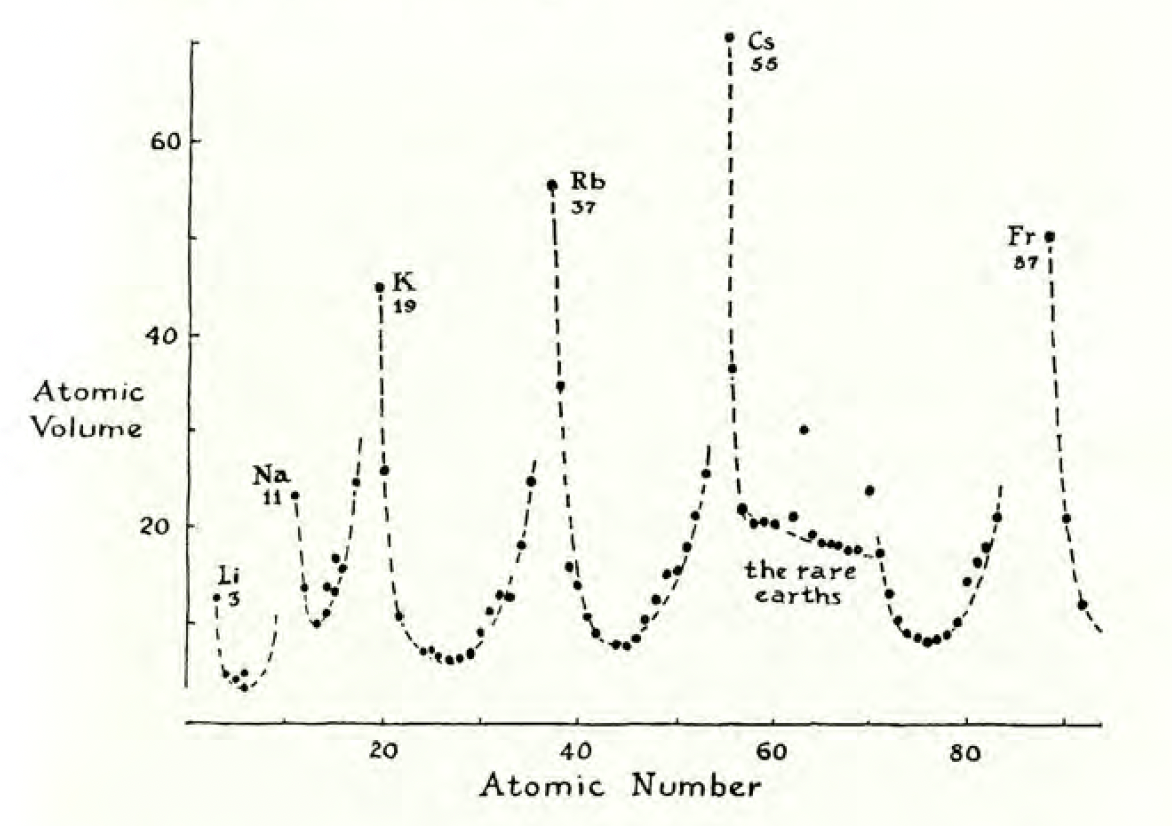 Cs
55
60
Rb
37
Fr
87
K
19
40
Atomic
Volume
Na
11
20
the rare
earths
Li
3
20
40
60
80
Atomic Number